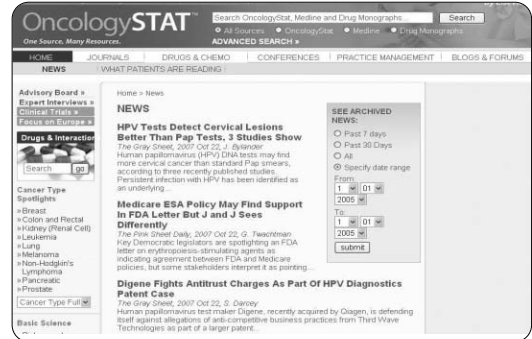 OncologySTAT
One Source, Many Resources.
Search OncologyStat, Medline and Drug Monographs
Search
All Sources OncologyStat Medline Drug Monographs
ADVANCED SEARCH »
HOME JOURNALS DRUGS & CHEMO CONFERENCES PRACTICE MANAGEMENT BLOGS & FORUMS
NEWS WHAT PATIENTS ARE READING
Advisory Board »
Expert Interviews »
Clinical Trials »
Focus on Europe »
Drugs & Interaction
Search go
Cancer Type
Spotlights
»Breast
»Colon and Rectal
»Kidney (Renal Cell)
»Leukemia
»Lung
»Melanoma
»Non-Hodgkin's
Lymphoma
»Pancreatic
»Prostate
Cancer Type Full
Basic Science
Home > News
NEWS
HPV Tests Detect Cervical Lesions
Better Than Pap Tests, 3 Studies Show
The Gray Sheet, 2007 Oct 22, J. Bylander
Human papillomavirus (HPV) DNA tests may find
more cervical cancer than standard Pap smears,
according to three recently published studies.
Persistent infection with HPV has been identified as
an underlying...
Medicare ESA Policy May Find Support
In FDA Letter But J and J Sees
Differently
The Pink Sheet Daily, 2007 Oct 22, G. Twachtman
Key Democratic legislators are spotlighting an FDA
letter on erythropoiesis-stimulating agents as
indicating agreement between FDA and Medicare
policies, but some stakeholders interpret it as pointing...
Digene Fights Antitrust Charges As Part Of HPV Diagnostics
Patent Case
The Gray Sheet, 2007 Oct 22, S. Darcey
Human papillomavirus test maker Digene, recently acquired by Qiagen, is defending
itself against allegations of anti-competitive business practices from Third Wave
Technologies as part of a larger patent...
SEE ARCHIVED
NEWS:
Past 7 days
Past 30 Days
All
Specify date range
From:
1 01
2005
To:
1 01
2005
submit